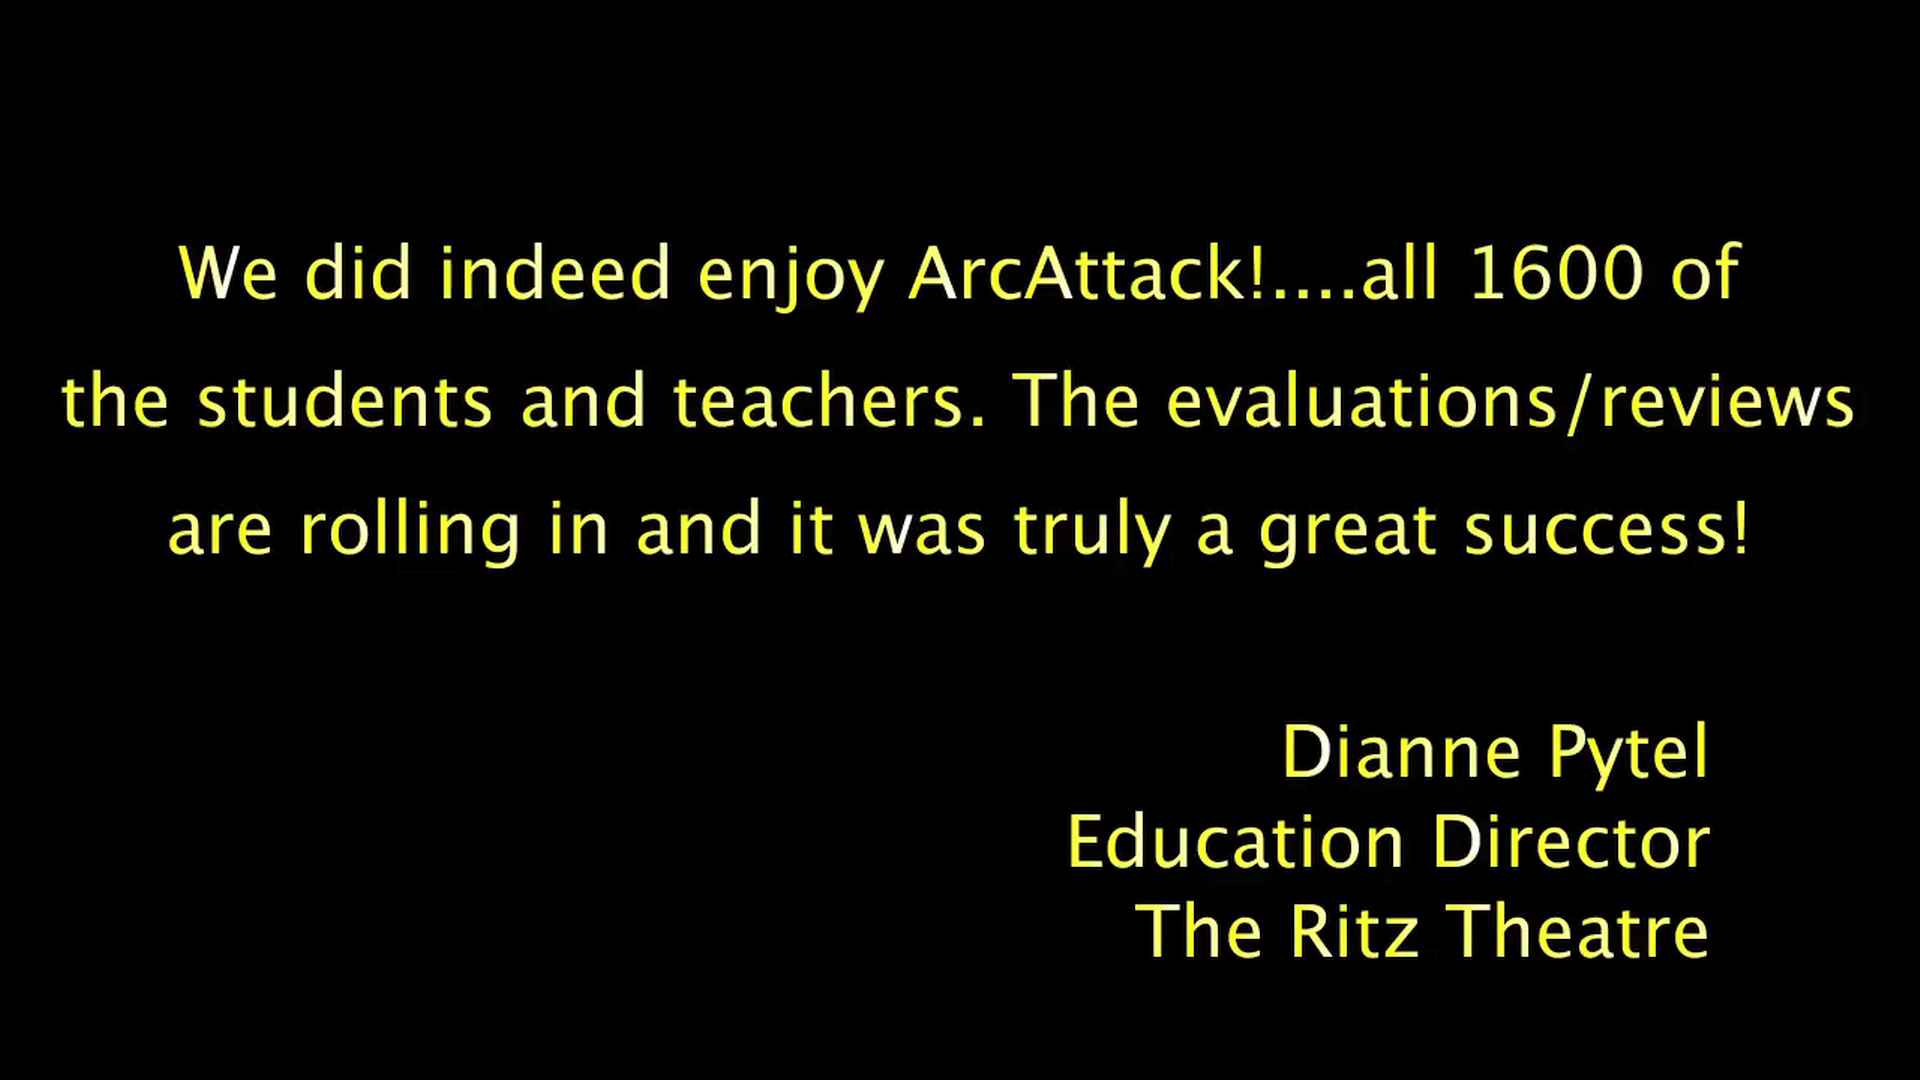 We did indeed enjoy ArcAttack!....all 1600 of
the students and teachers. The evaluations/reviews
are rolling in and it was truly a great success!
Dianne Pytel
Education Director
The Ritz Theatre